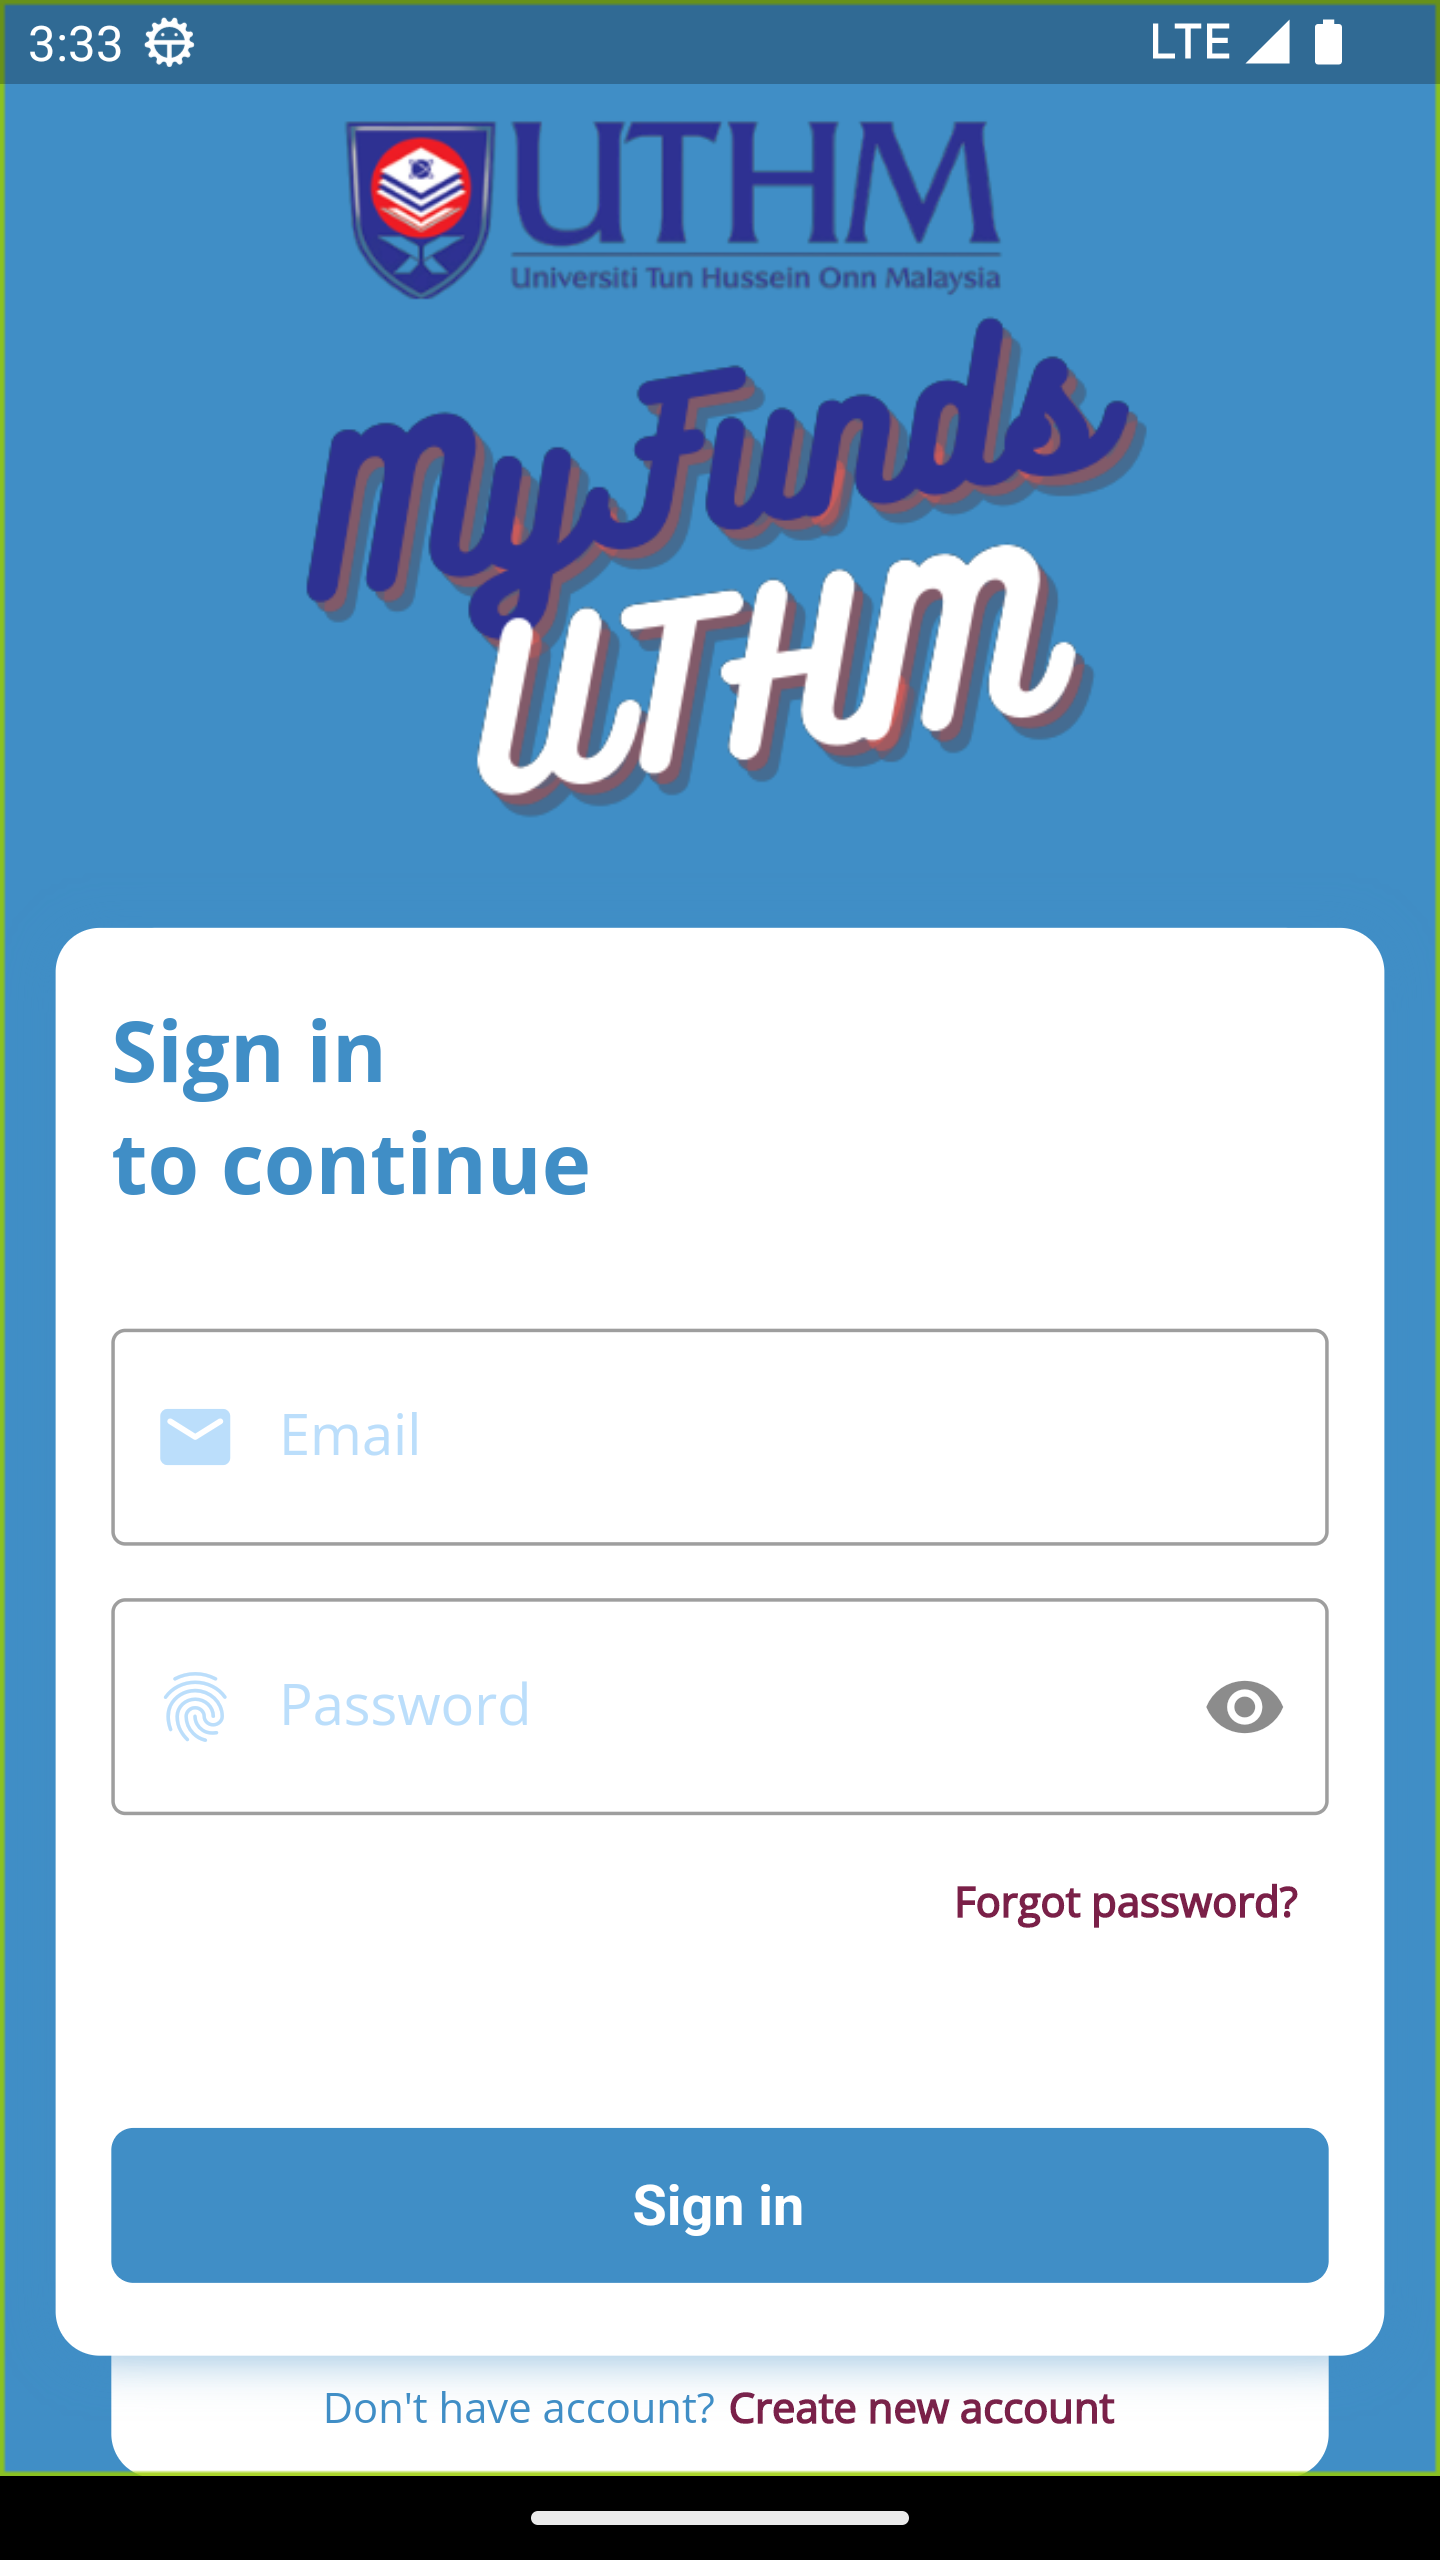 3:33 LTE
UTHM
Universiti Tun Hussein Onn Malaysia
MyFunds
UTHM
Sign in
to continue
Email
Password
Forgot password?
Sign in
Don't have account? Create new account